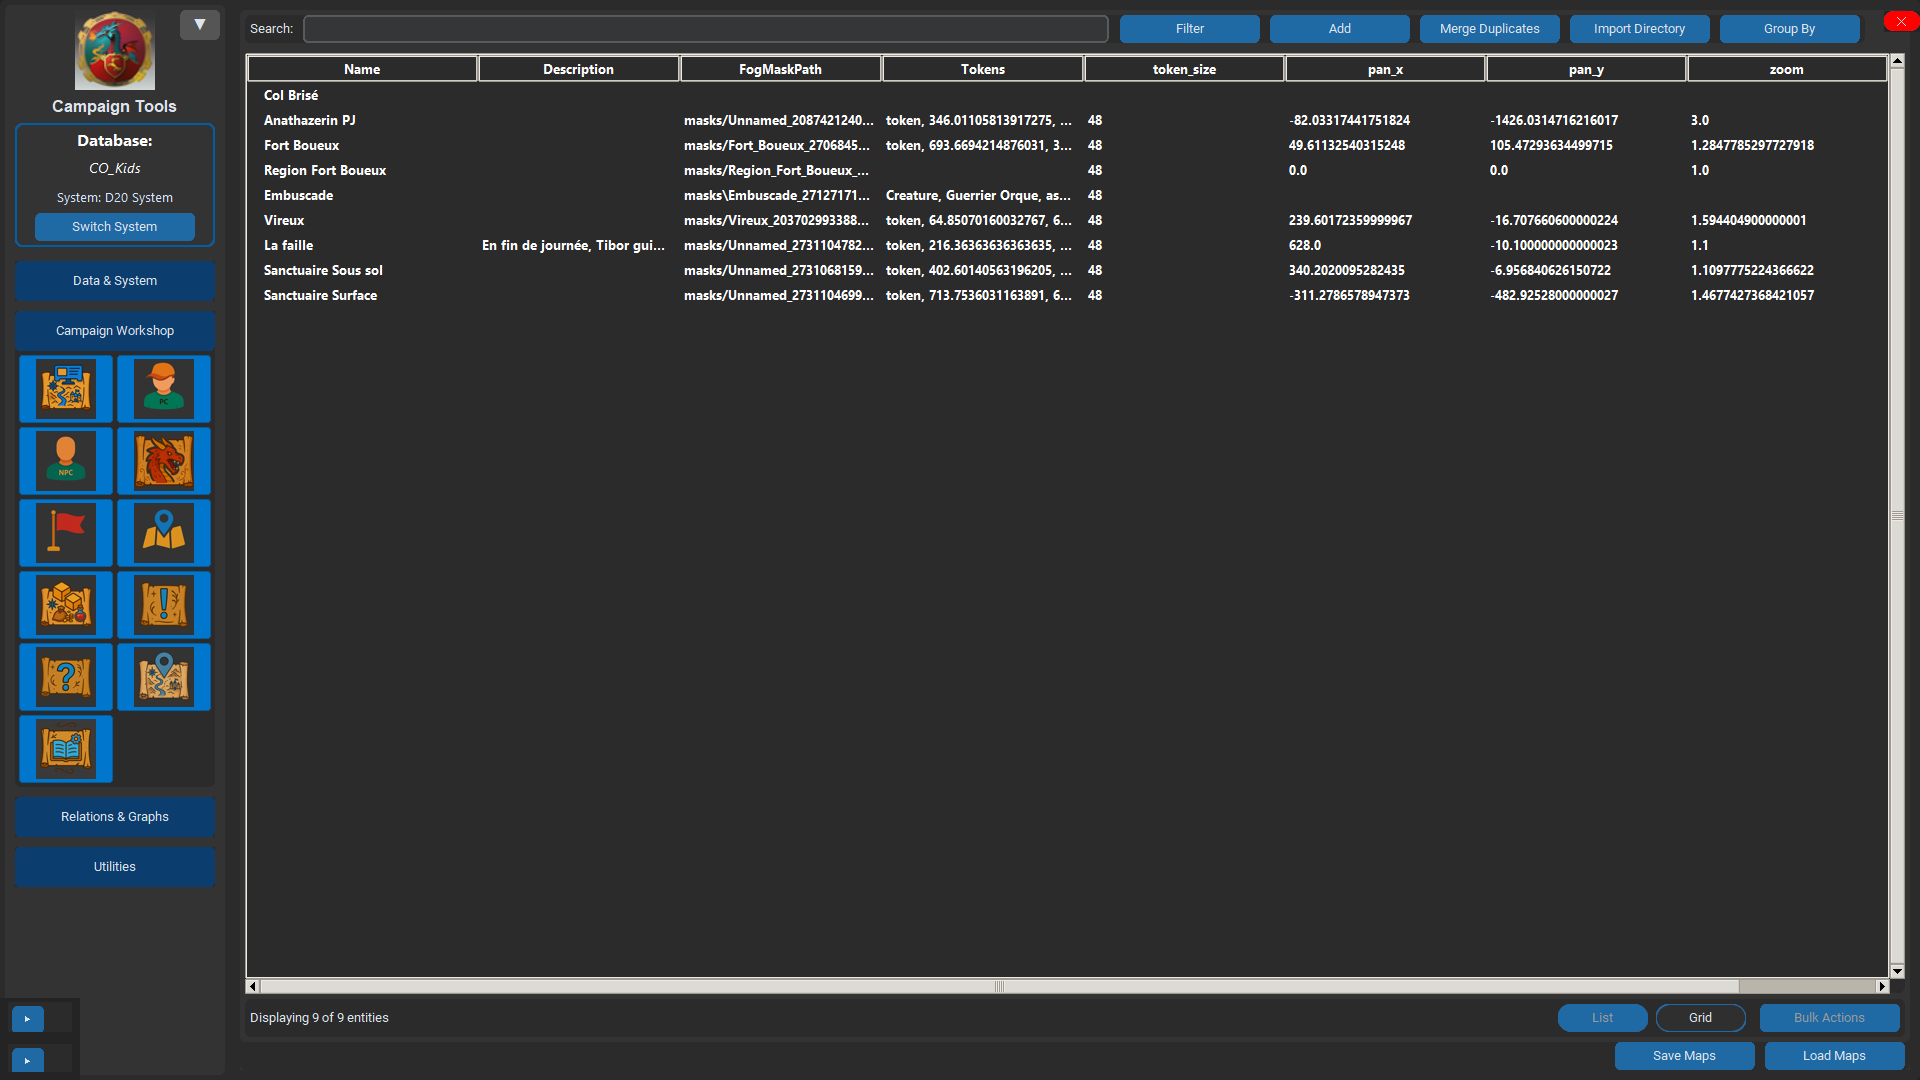 ▼
Campaign Tools
Database:
CO_Kids
System: D20 System
Switch System
Data & System
Campaign Workshop
PC
NPC
Relations & Graphs
Utilities
Search:
Filter
Add
Merge Duplicates
Import Directory
Group By
Name Description FogMaskPath Tokens token_size pan_x pan_y zoom
Col Brisé
Anathazerin PJ masks/Unnamed_2087421240... token, 346.01105813917275, ... 48 -82.03317441751824 -1426.0314716216017 3.0
Fort Boueux masks/Fort_Boueux_2706845... token, 693.6694214876031, 3... 48 49.61132540315248 105.47293634499715 1.2847785297727918
Region Fort Boueux masks/Region_Fort_Boueux_... 48 0.0 0.0 1.0
Embuscade masks\Embuscade_27127171... Creature, Guerrier Orque, as... 48
Vireux masks/Vireux_203702993388... token, 64.85070160032767, 6... 48 239.60172359999967 -16.707660600000224 1.594404900000001
La faille En fin de journée, Tibor gui... masks/Unnamed_2731104782... token, 216.36363636363635, ... 48 628.0 -10.100000000000023 1.1
Sanctuaire Sous sol masks/Unnamed_2731068159... token, 402.60140563196205, ... 48 340.2020095282435 -6.956840626150722 1.1097775224366622
Sanctuaire Surface masks/Unnamed_2731104699... token, 713.7536031163891, 6... 48 -311.2786578947373 -482.92528000000027 1.4677427368421057
Displaying 9 of 9 entities
List
Grid
Bulk Actions
Save Maps
Load Maps